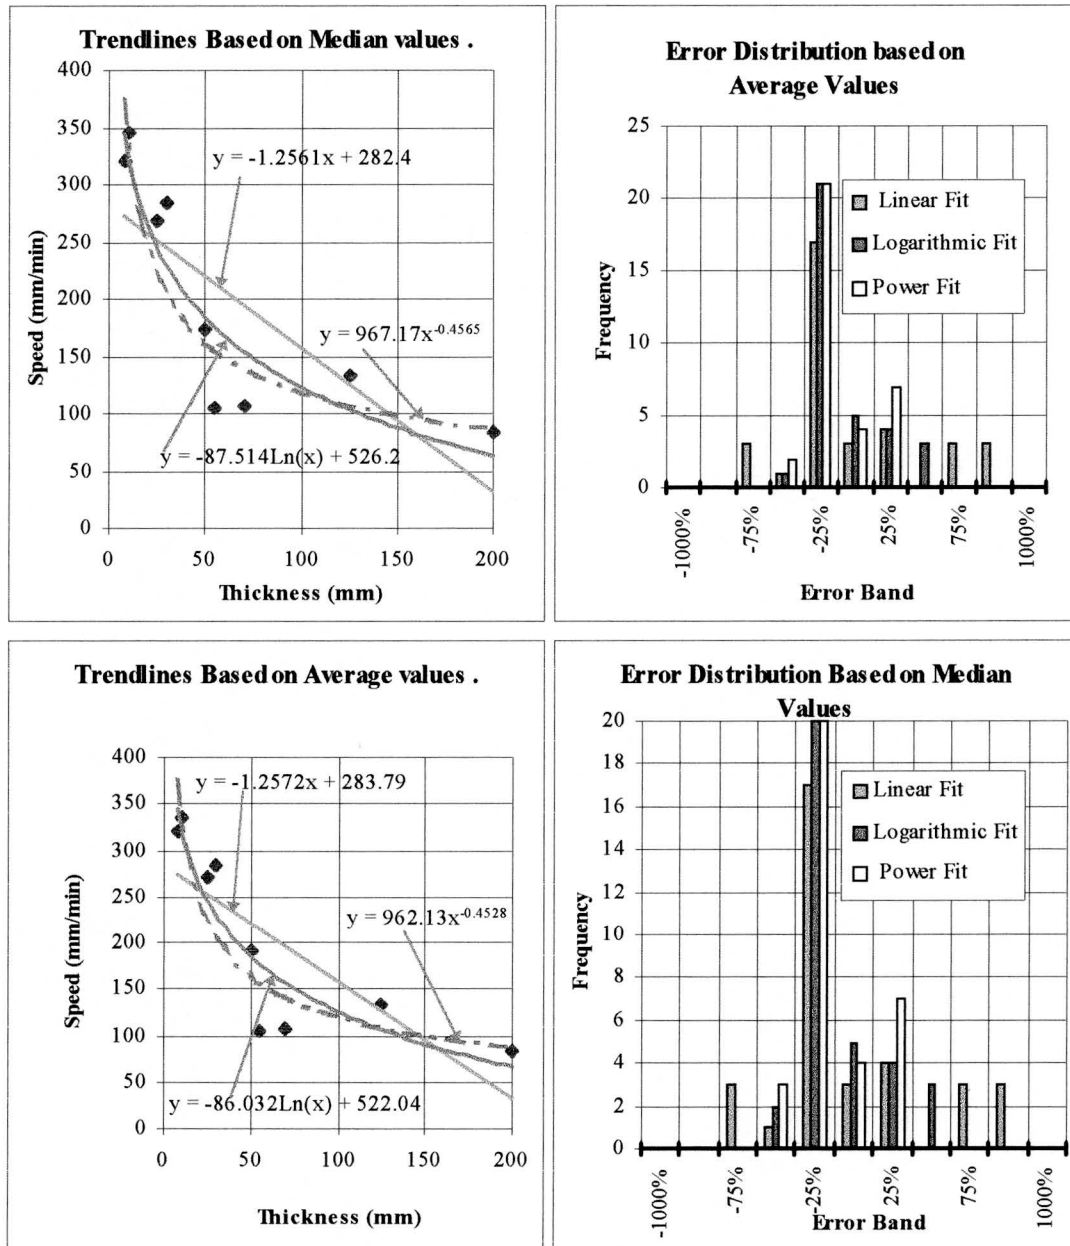 Trendlines Based on Median values .
400
350
300
250
200
150
100
50
0
Speed (mm/min)
y = -1.2561x + 282.4
y = 967.17x-0.4565
y = -87.514Ln(x) + 526.2
0
50
100
150
200
Thickness (mm)
Error Distribution based on
Average Values
25
20
15
10
5
0
Frequency
Linear Fit
Logarithmic Fit
Power Fit
-1000%
-75%
-25%
25%
75%
1000%
Error Band
Trendlines Based on Average values .
400
350
300
250
200
150
100
50
0
Speed (mm/min)
y = -1.2572x + 283.79
y = 962.13x-0.4528
y = -86.032Ln(x) + 522.04
0
50
100
150
200
Thickness (mm)
Error Distribution Based on Median
Values
20
18
16
14
12
10
8
6
4
2
0
Frequency
Linear Fit
Logarithmic Fit
Power Fit
-1000%
-75%
-25%
25%
75%
1000%
Error Band